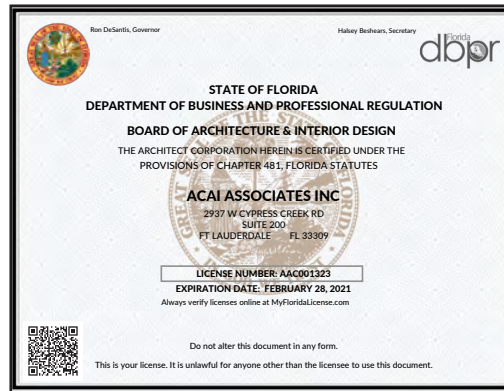 Ron DeSantis, Governor
Halsey Beshears, Secretary
Florida
dbpr
STATE OF FLORIDA
DEPARTMENT OF BUSINESS AND PROFESSIONAL REGULATION
BOARD OF ARCHITECTURE & INTERIOR DESIGN
THE ARCHITECT CORPORATION HEREIN IS CERTIFIED UNDER THE
PROVISIONS OF CHAPTER 481, FLORIDA STATUTES
ACAI ASSOCIATES INC
2937 W CYPRESS CREEK RD
SUITE 200
FT LAUDERDALE FL 33309
LICENSE NUMBER: AAC001323
EXPIRATION DATE: FEBRUARY 28, 2021
Always verify licenses online at MyFloridaLicense.com
Do not alter this document in any form.
This is your license. It is unlawful for anyone other than the licensee to use this document.